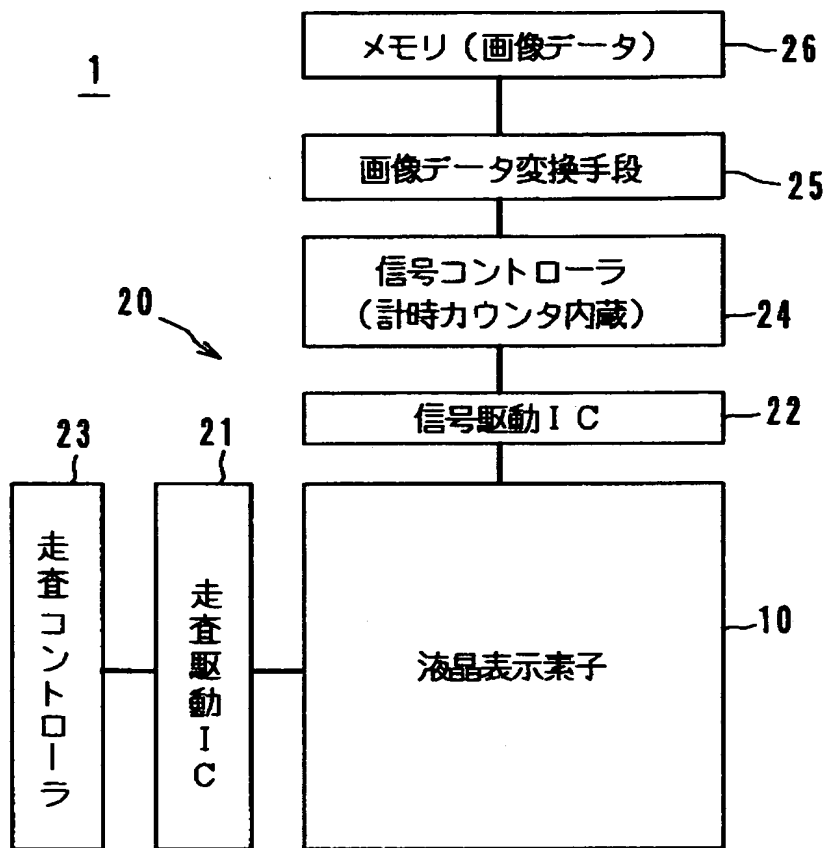 1
メモリ（画像データ）
26
画像データ変換手段
25
信号コントローラ
（計時カウンタ内蔵）
24
20
信号駆動ＩＣ
22
23
21
走査コントローラ
走査駆動ＩＣ
液晶表示素子
10